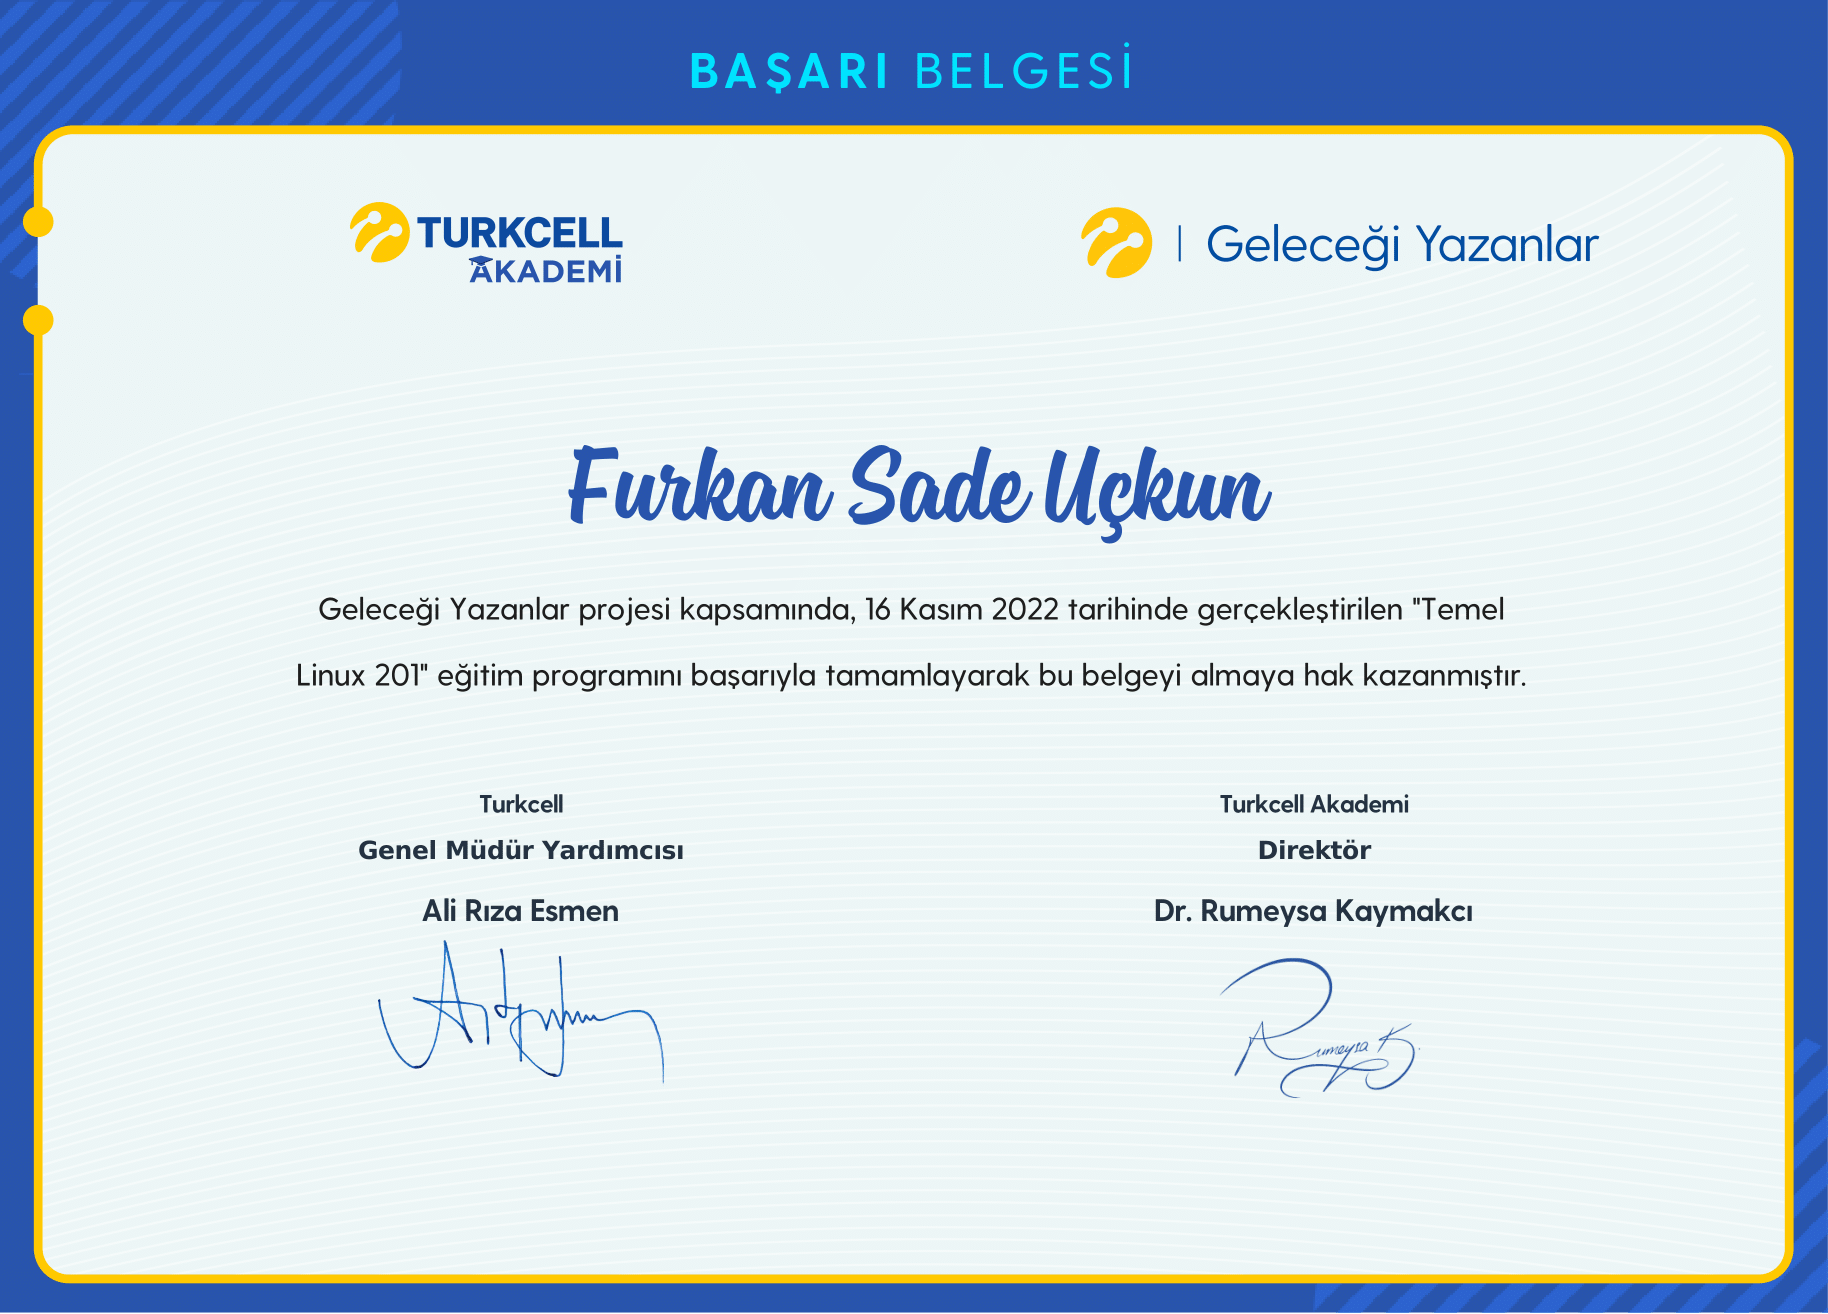 BAŞARI BELGESİ
TURKCELL
AKADEMİ
Geleceği Yazanlar
Furkan Sade Uçkun
Geleceği Yazanlar projesi kapsamında, 16 Kasım 2022 tarihinde gerçekleştirilen "Temel
Linux 201" eğitim programını başarıyla tamamlayarak bu belgeyi almaya hak kazanmıştır.
Turkcell
Genel Müdür Yardımcısı
Ali Rıza Esmen
Turkcell Akademi
Direktör
Dr. Rumeysa Kaymakcı
Rumeysa K.